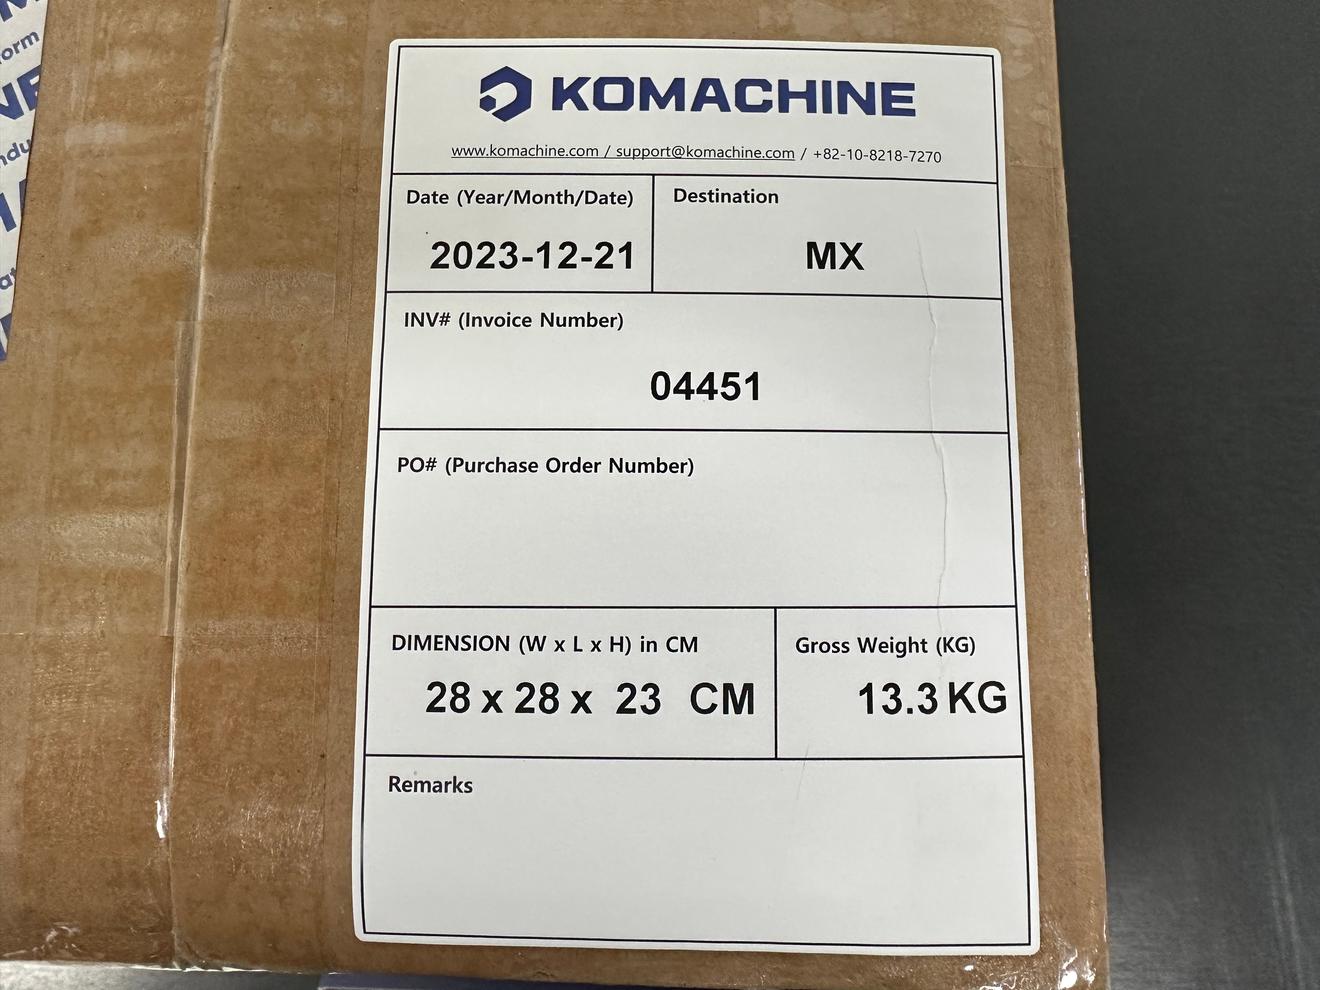 KOMACHINE
www.komachine.com / support@komachine.com / +82-10-8218-7270
Date (Year/Month/Date)
2023-12-21
Destination
MX
INV# (Invoice Number)
04451
PO# (Purchase Order Number)
DIMENSION (W x L x H) in CM
28 x 28 x 23 CM
Gross Weight (KG)
13.3 KG
Remarks